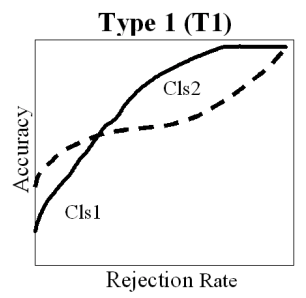 Type 1 (T1)
Accuracy
Cls2
Cls1
Rejection Rate